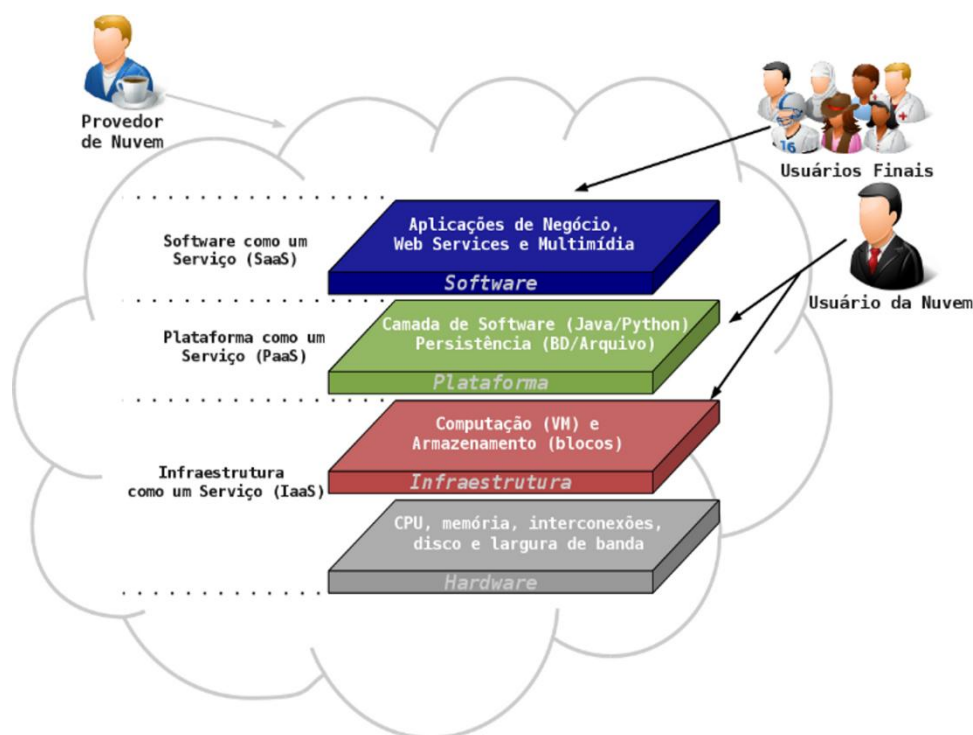 Provedor
de Nuvem
16
Usuários Finais
Usuário da Nuvem
Software como um
Serviço (SaaS)
Aplicações de Negócio,
Web Services e Multimídia
Software
Plataforma como um
Serviço (PaaS)
Camada de Software (Java/Python)
Persistência (BD/Arquivo)
Plataforma
Infraestrutura
como um Serviço (IaaS)
Computação (VM) e
Armazenamento (blocos)
Infraestrutura
CPU, memória, interconexões,
disco e largura de banda
Hardware